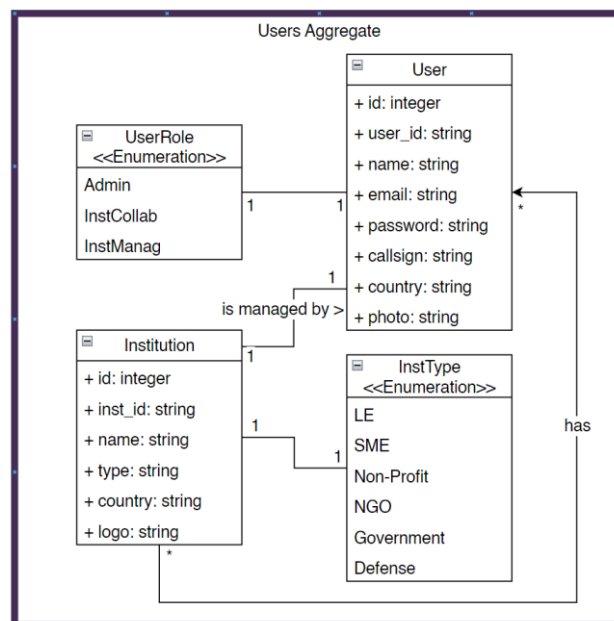 Users Aggregate
User
+ id: integer
+ user_id: string
+ name: string
+ email: string
+ password: string
+ callsign: string
+ country: string
+ photo: string
UserRole
<<Enumeration>>
Admin
InstCollab
InstManag
1
1
*
1
is managed by >
1
Institution
+ id: integer
+ inst_id: string
+ name: string
+ type: string
+ country: string
+ logo: string
1
1
InstType
<<Enumeration>>
LE
SME
Non-Profit
NGO
Government
Defense
has
*